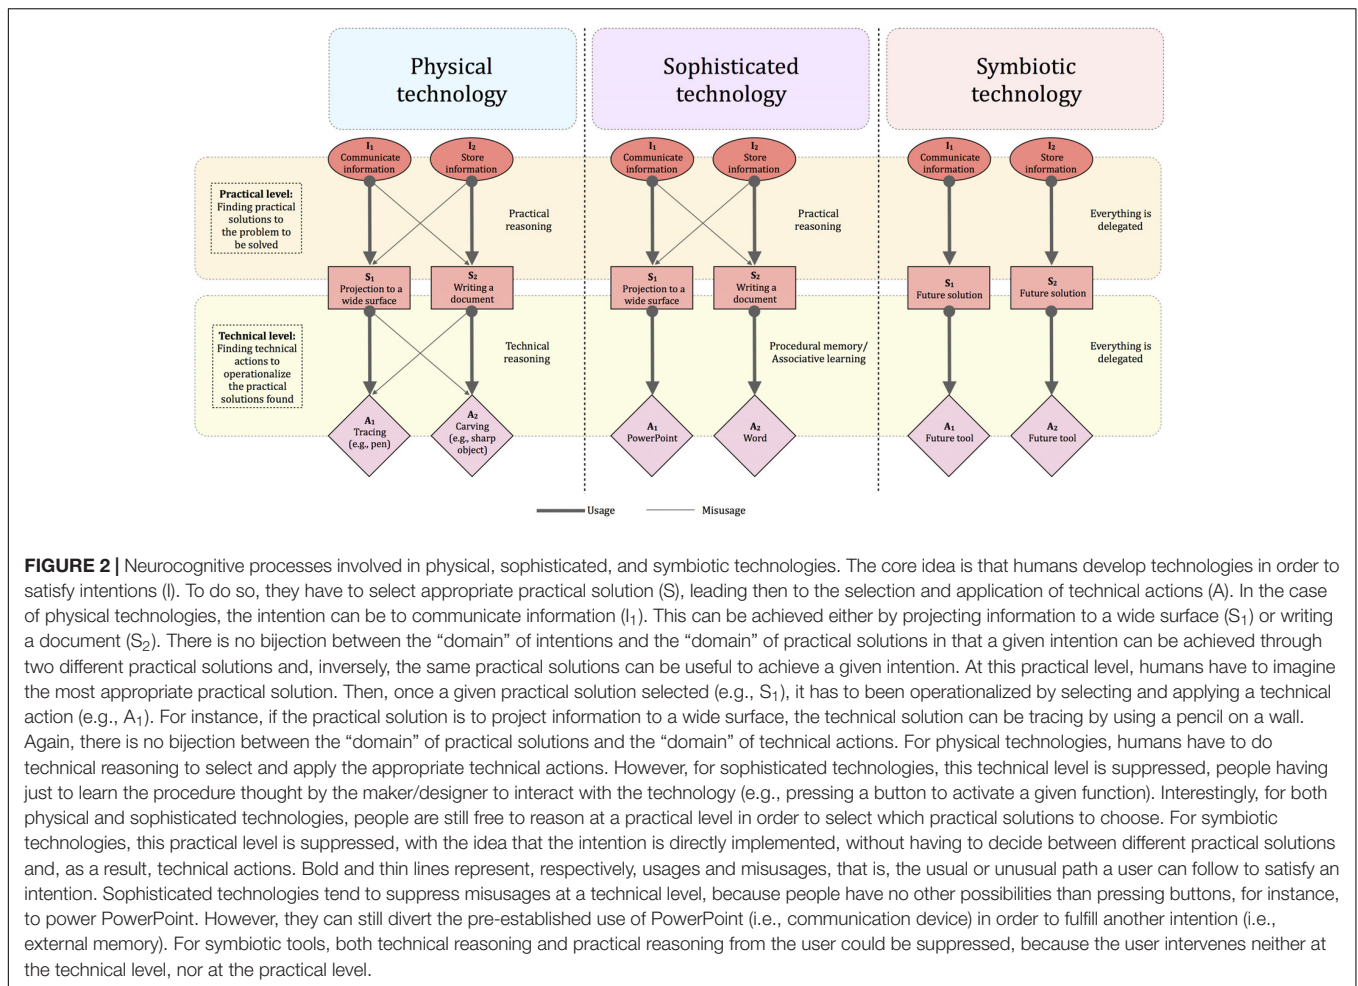 Physical
technology
Sophisticated
technology
Symbiotic
technology
I₁
Communicate
information
I₂
Store
information
I₁
Communicate
information
I₂
Store
information
I₁
Communicate
information
I₂
Store
information
Practical level:
Finding practical
solutions to
the problem to
be solved
Practical
reasoning
Practical
reasoning
Everything is
delegated
S₁
Projection to a
wide surface
S₂
Writing a
document
S₁
Projection to a
wide surface
S₂
Writing a
document
S₁
Future solution
S₂
Future solution
Technical level:
Finding technical
actions to
operationalize
the practical
solutions found
Technical
reasoning
Procedural memory/
Associative learning
Everything is
delegated
A₁
Tracing
(e.g., pen)
A₂
Carving
(e.g., sharp
object)
A₁
PowerPoint
A₂
Word
A₁
Future tool
A₂
Future tool
Usage
Misusage
FIGURE 2 | Neurocognitive processes involved in physical, sophisticated, and symbiotic technologies. The core idea is that humans develop technologies in order to
satisfy intentions (I). To do so, they have to select appropriate practical solution (S), leading then to the selection and application of technical actions (A). In the case
of physical technologies, the intention can be to communicate information (I₁). This can be achieved either by projecting information to a wide surface (S₁) or writing
a document (S₂). There is no bijection between the “domain” of intentions and the “domain” of practical solutions in that a given intention can be achieved through
two different practical solutions and, inversely, the same practical solutions can be useful to achieve a given intention. At this practical level, humans have to imagine
the most appropriate practical solution. Then, once a given practical solution selected (e.g., S₁), it has to been operationalized by selecting and applying a technical
action (e.g., A₁). For instance, if the practical solution is to project information to a wide surface, the technical solution can be tracing by using a pencil on a wall.
Again, there is no bijection between the “domain” of practical solutions and the “domain” of technical actions. For physical technologies, humans have to do
technical reasoning to select and apply the appropriate technical actions. However, for sophisticated technologies, this technical level is suppressed, people having
just to learn the procedure thought by the maker/designer to interact with the technology (e.g., pressing a button to activate a given function). Interestingly, for both
physical and sophisticated technologies, people are still free to reason at a practical level in order to select which practical solutions to choose. For symbiotic
technologies, this practical level is suppressed, with the idea that the intention is directly implemented, without having to decide between different practical solutions
and, as a result, technical actions. Bold and thin lines represent, respectively, usages and misusages, that is, the usual or unusual path a user can follow to satisfy an
intention. Sophisticated technologies tend to suppress misusages at a technical level, because people have no other possibilities than pressing buttons, for instance,
to power PowerPoint. However, they can still divert the pre-established use of PowerPoint (i.e., communication device) in order to fulfill another intention (i.e.,
external memory). For symbiotic tools, both technical reasoning and practical reasoning from the user could be suppressed, because the user intervenes neither at
the technical level, nor at the practical level.